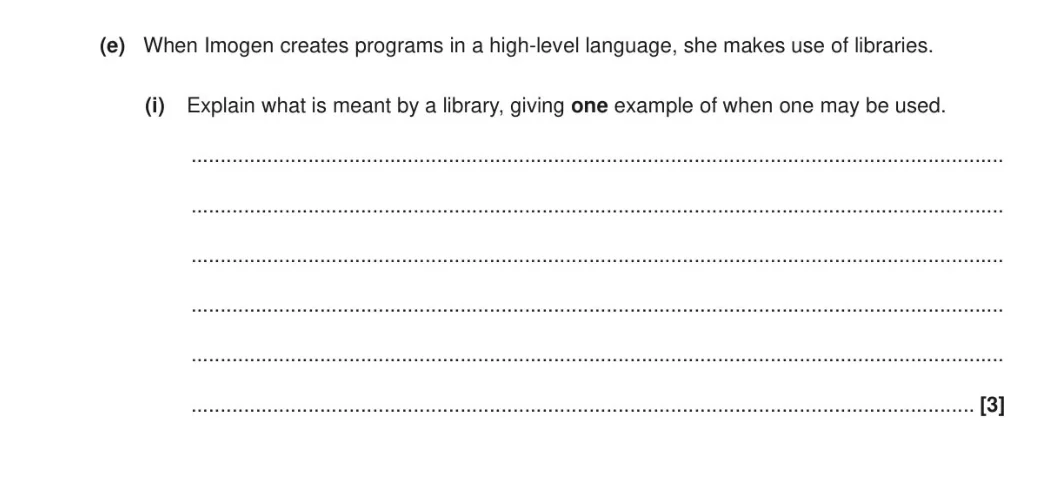 (e) When Imogen creates programs in a high-level language, she makes use of libraries.
(i) Explain what is meant by a library, giving one example of when one may be used.
[3]